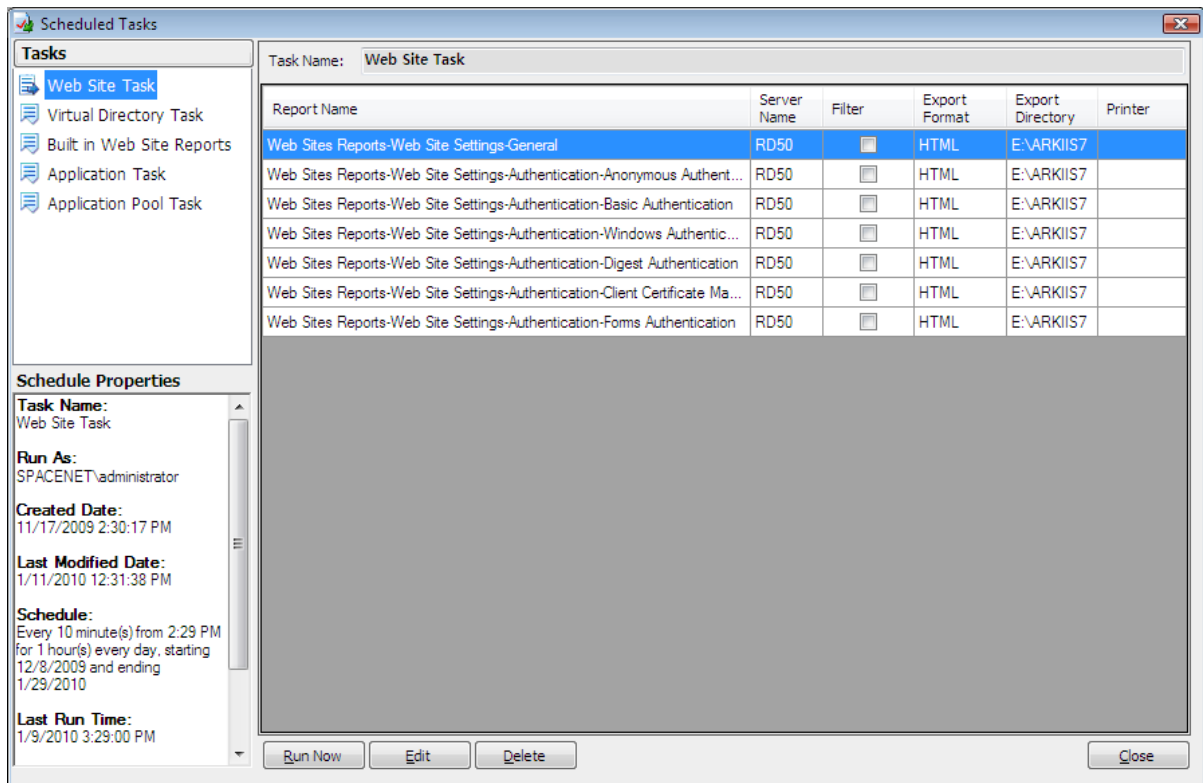 Scheduled Tasks
Tasks
Web Site Task
Virtual Directory Task
Built in Web Site Reports
Application Task
Application Pool Task
Schedule Properties
Task Name:
Web Site Task
Run As:
SPACENET\administrator
Created Date:
11/17/2009 2:30:17 PM
Last Modified Date:
1/11/2010 12:31:38 PM
Schedule:
Every 10 minute(s) from 2:29 PM
for 1 hour(s) every day, starting
12/8/2009 and ending
1/29/2010
Last Run Time:
1/9/2010 3:29:00 PM
Task Name: Web Site Task
Report Name Server Name Filter Export Format Export Directory Printer
Web Sites Reports-Web Site Settings-General RD50 HTML E:\ARKIIS7
Web Sites Reports-Web Site Settings-Authentication-Anonymous Authent... RD50 HTML E:\ARKIIS7
Web Sites Reports-Web Site Settings-Authentication-Basic Authentication RD50 HTML E:\ARKIIS7
Web Sites Reports-Web Site Settings-Authentication-Windows Authentic... RD50 HTML E:\ARKIIS7
Web Sites Reports-Web Site Settings-Authentication-Digest Authentication RD50 HTML E:\ARKIIS7
Web Sites Reports-Web Site Settings-Authentication-Client Certificate Ma... RD50 HTML E:\ARKIIS7
Web Sites Reports-Web Site Settings-Authentication-Forms Authentication RD50 HTML E:\ARKIIS7
Run Now Edit Delete Close